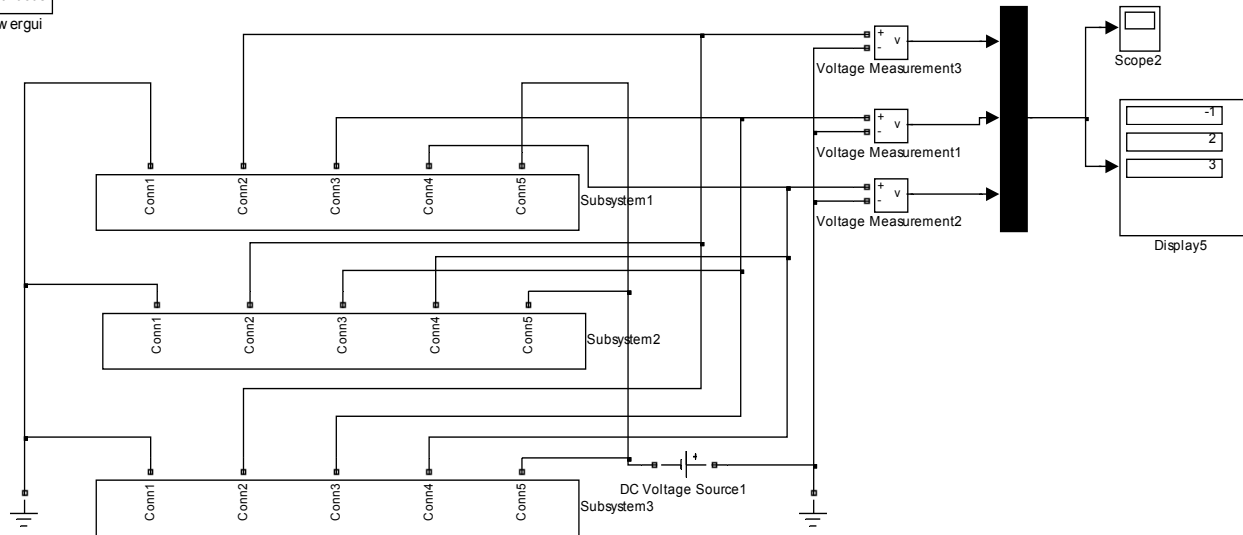 wergui
Voltage Measurement3
Scope2
Voltage Measurement1
-1
2
3
Voltage Measurement2
Display5
Conn1
Conn2
Conn3
Conn4
Conn5
Subsystem1
Conn1
Conn2
Conn3
Conn4
Conn5
Subsystem2
Conn1
Conn2
Conn3
Conn4
Conn5
Subsystem3
DC Voltage Source1
+
-
v
+
-
v
+
-
v
+